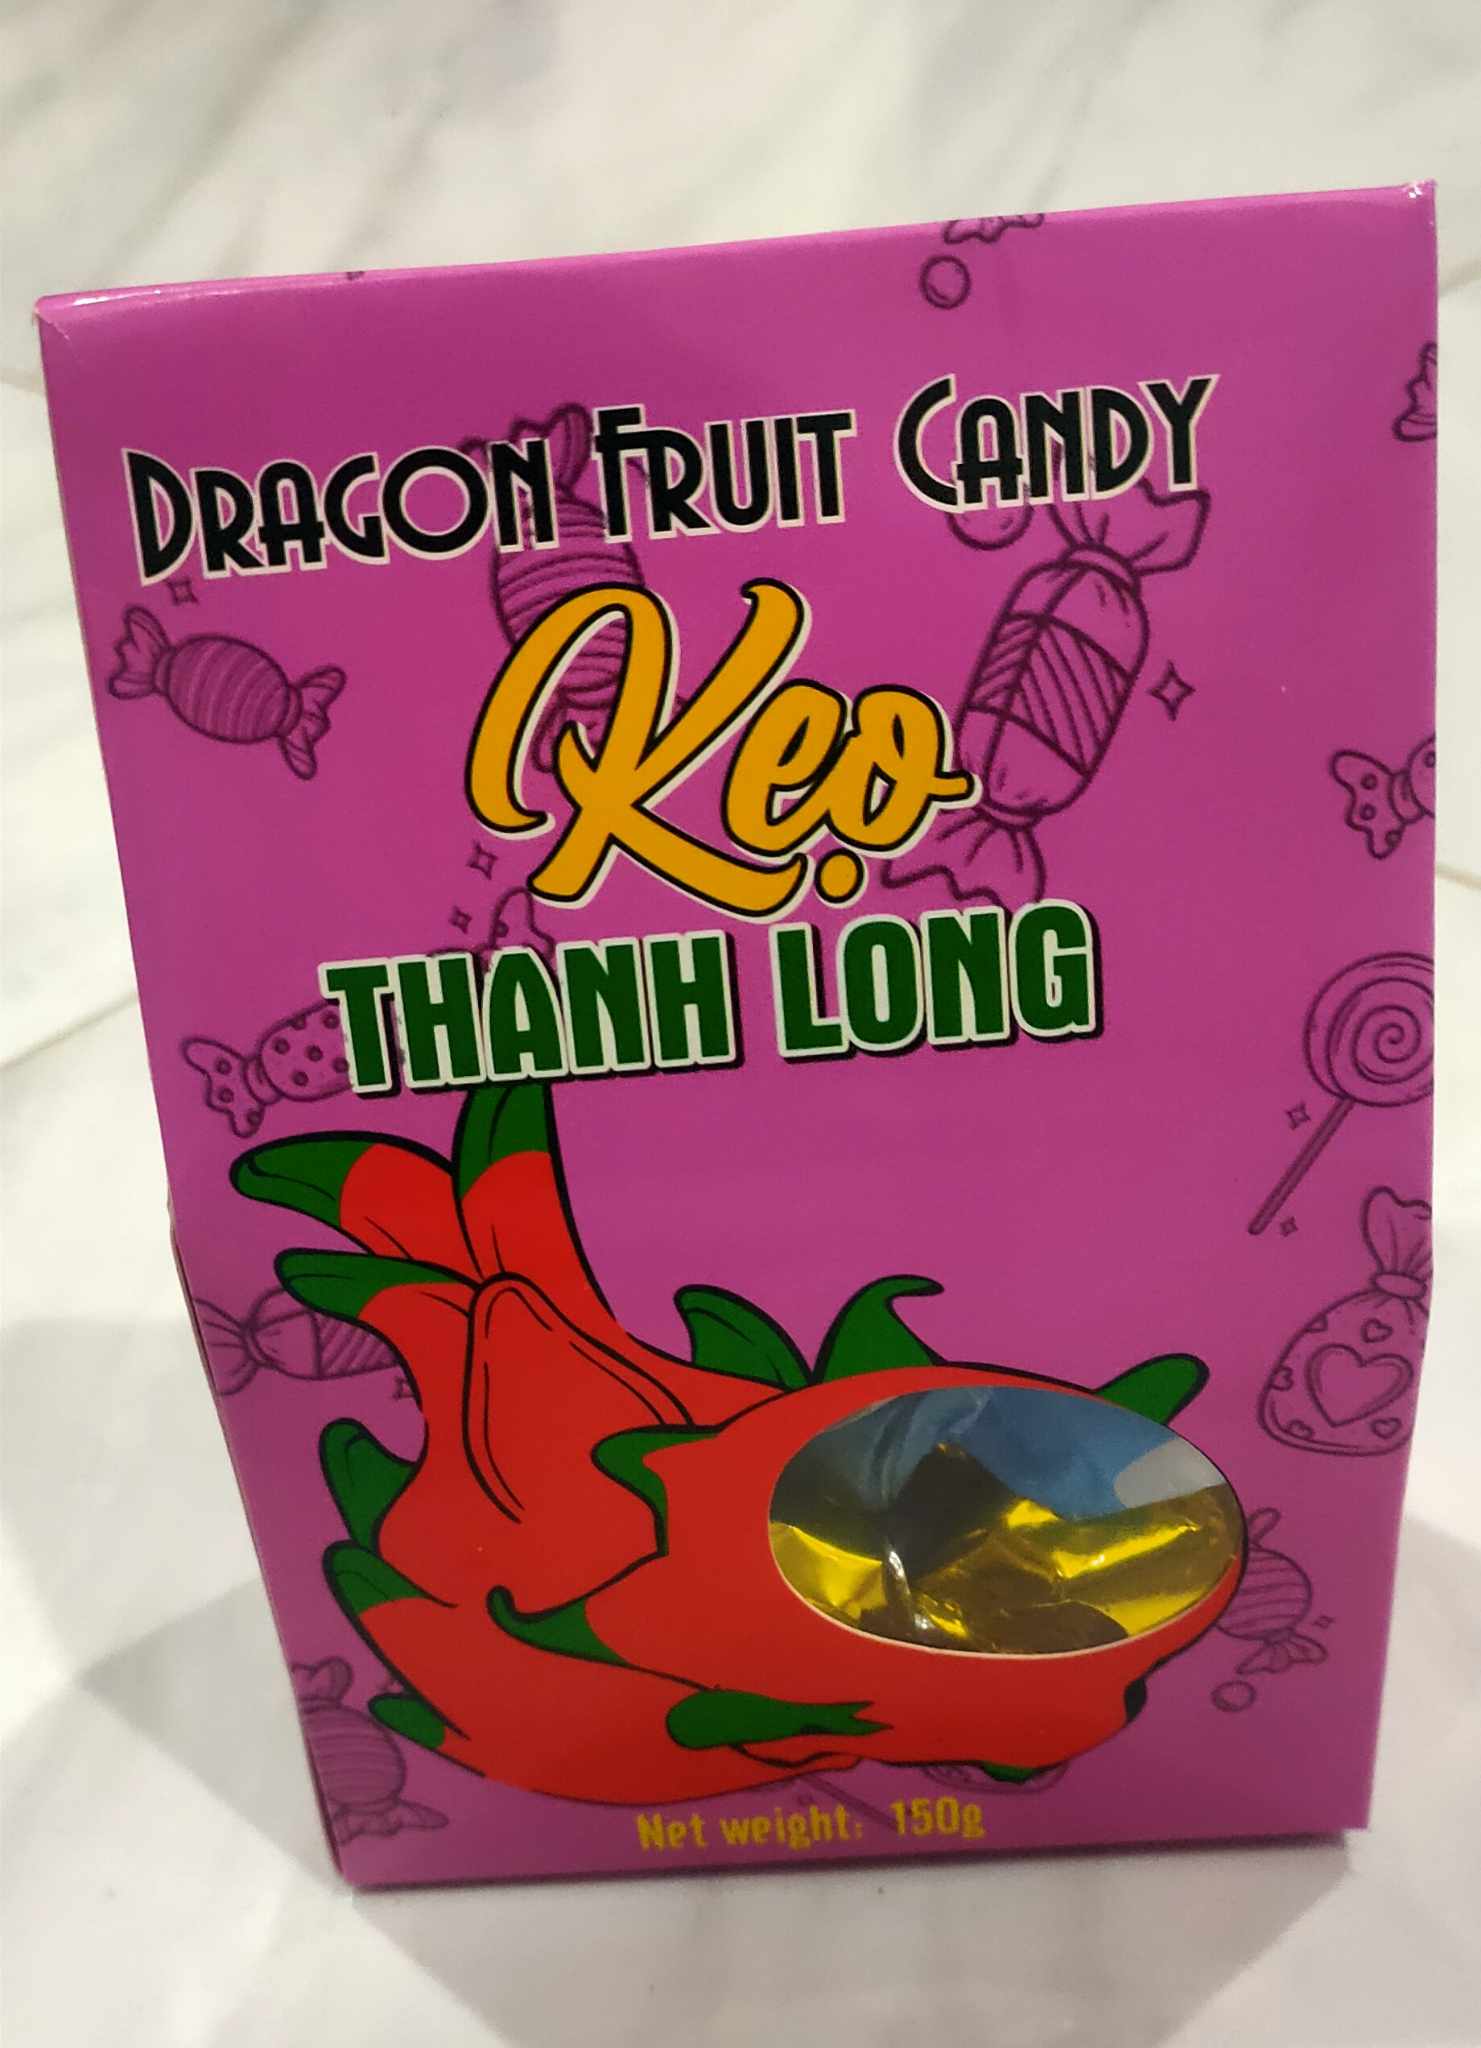 DRAGON FRUIT CANDY
Kẹo
THANH LONG
Net weight: 150g